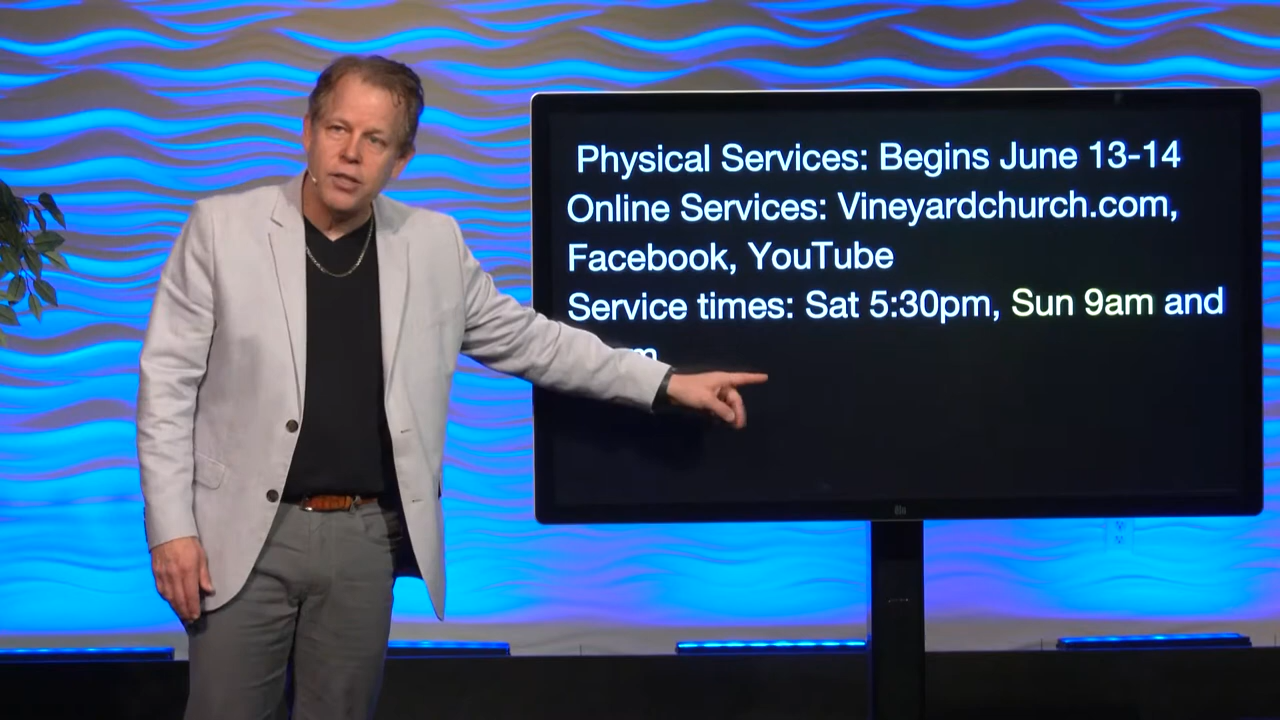 Physical Services: Begins June 13-14
Online Services: Vineyardchurch.com,
Facebook, YouTube
Service times: Sat 5:30pm, Sun 9am and